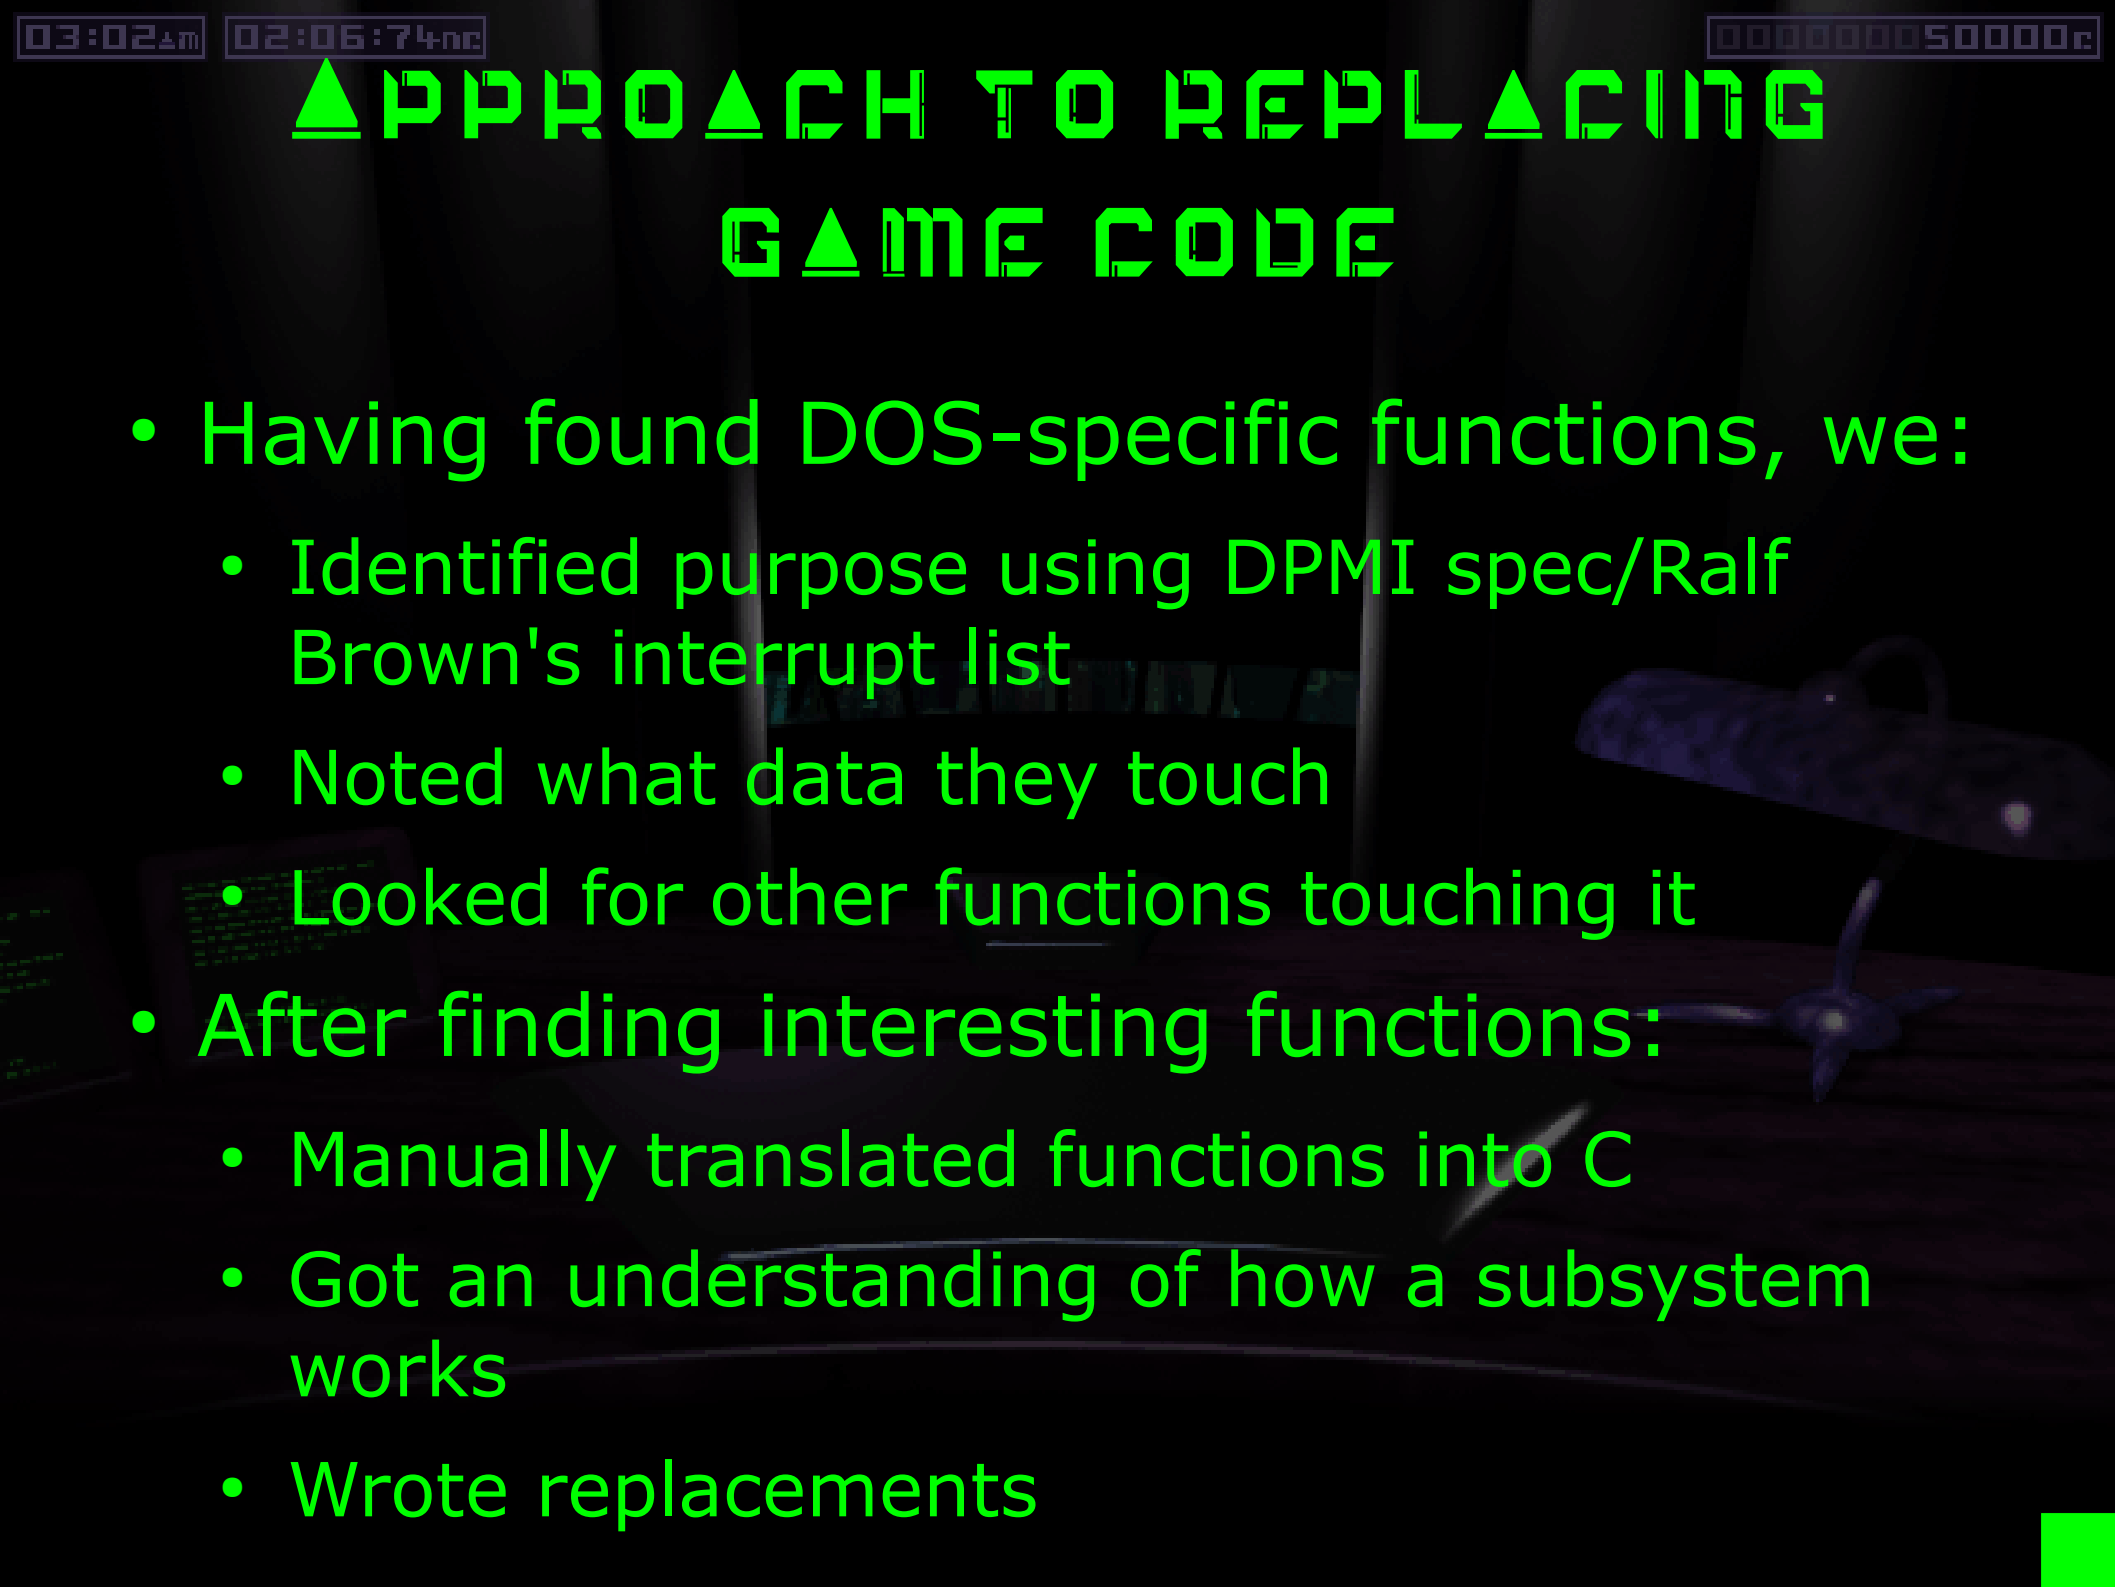 03:02am 02:06:74nc 000000050000c
Approach to replacing
game code
• Having found DOS-specific functions, we:
• Identified purpose using DPMI spec/Ralf
Brown's interrupt list
• Noted what data they touch
• Looked for other functions touching it
• After finding interesting functions:
• Manually translated functions into C
• Got an understanding of how a subsystem
works
• Wrote replacements